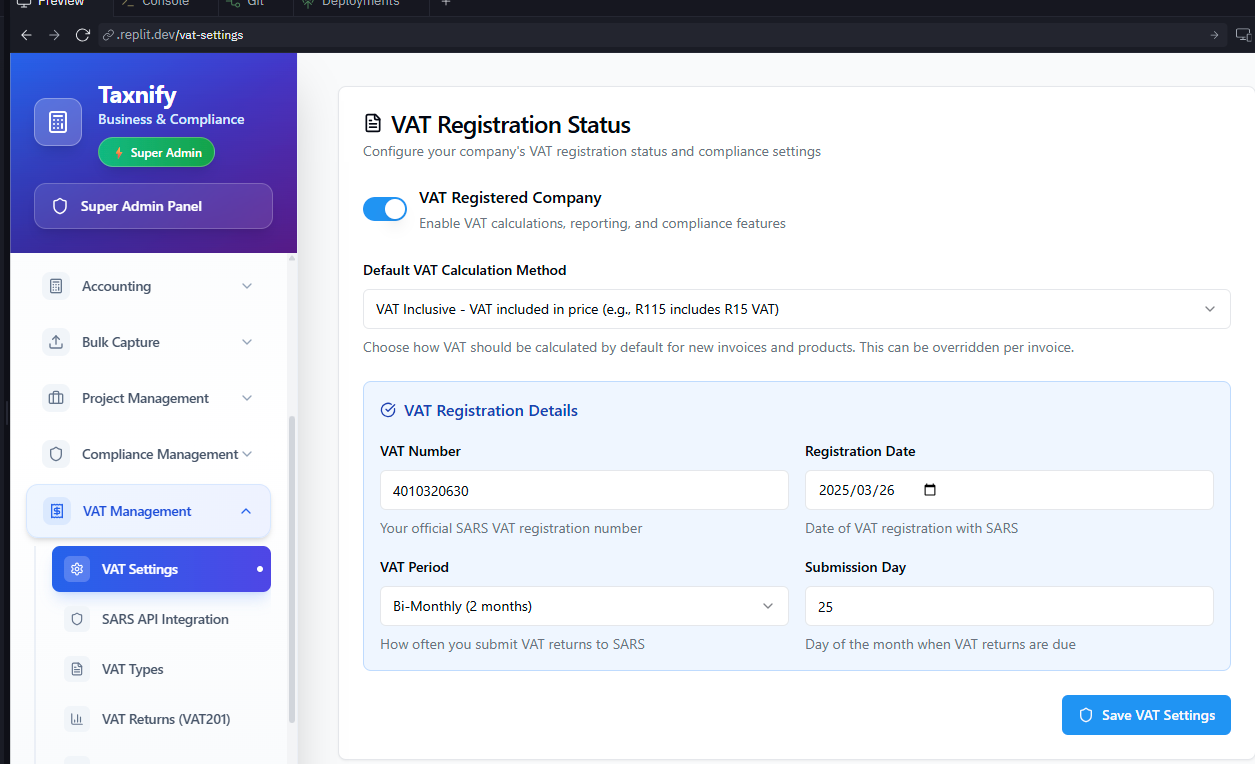 Preview
Console
Git
Deployments
.replit.dev/vat-settings
Taxnify
Business & Compliance
Super Admin
Super Admin Panel
Accounting
Bulk Capture
Project Management
Compliance Management
VAT Management
VAT Settings
SARS API Integration
VAT Types
VAT Returns (VAT201)
VAT Registration Status
Configure your company's VAT registration status and compliance settings
VAT Registered Company
Enable VAT calculations, reporting, and compliance features
Default VAT Calculation Method
VAT Inclusive - VAT included in price (e.g., R115 includes R15 VAT)
Choose how VAT should be calculated by default for new invoices and products. This can be overridden per invoice.
VAT Registration Details
VAT Number
4010320630
Your official SARS VAT registration number
Registration Date
2025/03/26
Date of VAT registration with SARS
VAT Period
Bi-Monthly (2 months)
How often you submit VAT returns to SARS
Submission Day
25
Day of the month when VAT returns are due
Save VAT Settings